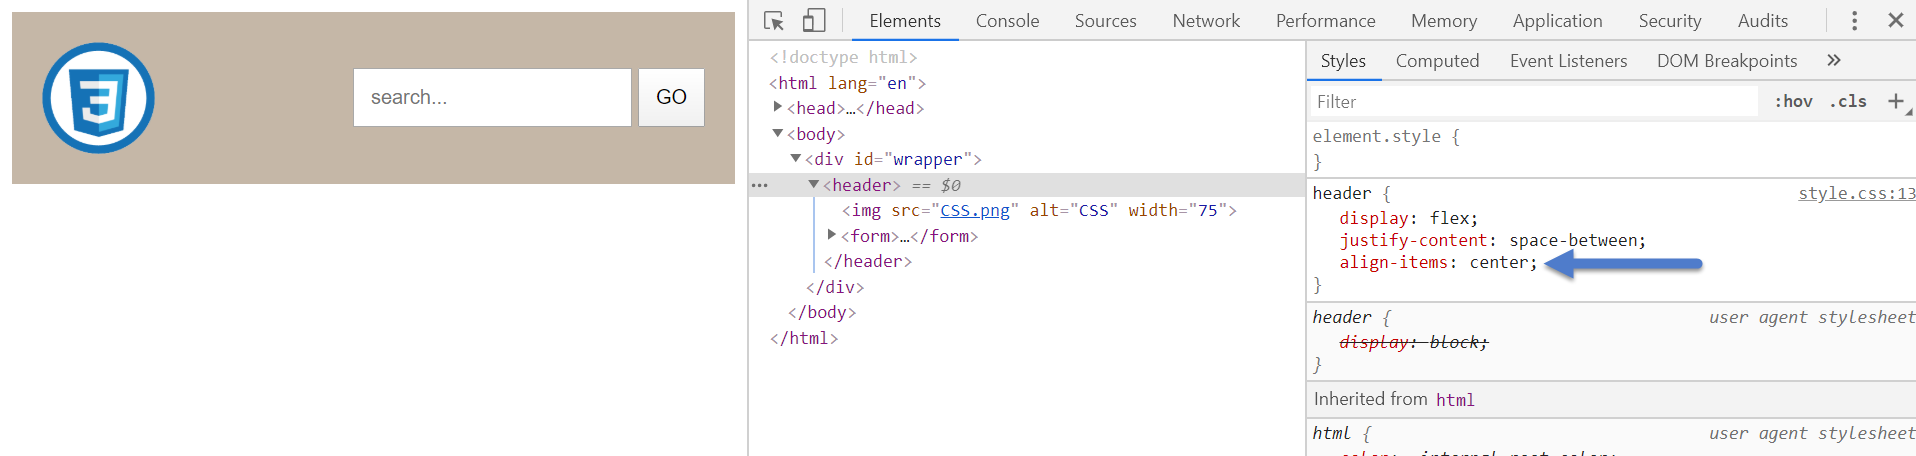 search...
GO
Elements Console Sources Network Performance Memory Application Security Audits
<!doctype html>
<html lang="en">
<head>…</head>
<body>
<div id="wrapper">
<header> == $0
<img src="CSS.png" alt="CSS" width="75">
<form>…</form>
</header>
</div>
</body>
</html>
Styles Computed Event Listeners DOM Breakpoints »
Filter :hov .cls +
element.style {
}
header { style.css:13
display: flex;
justify-content: space-between;
align-items: center;
}
header { user agent stylesheet
display: block;
}
Inherited from html
html { user agent stylesheet